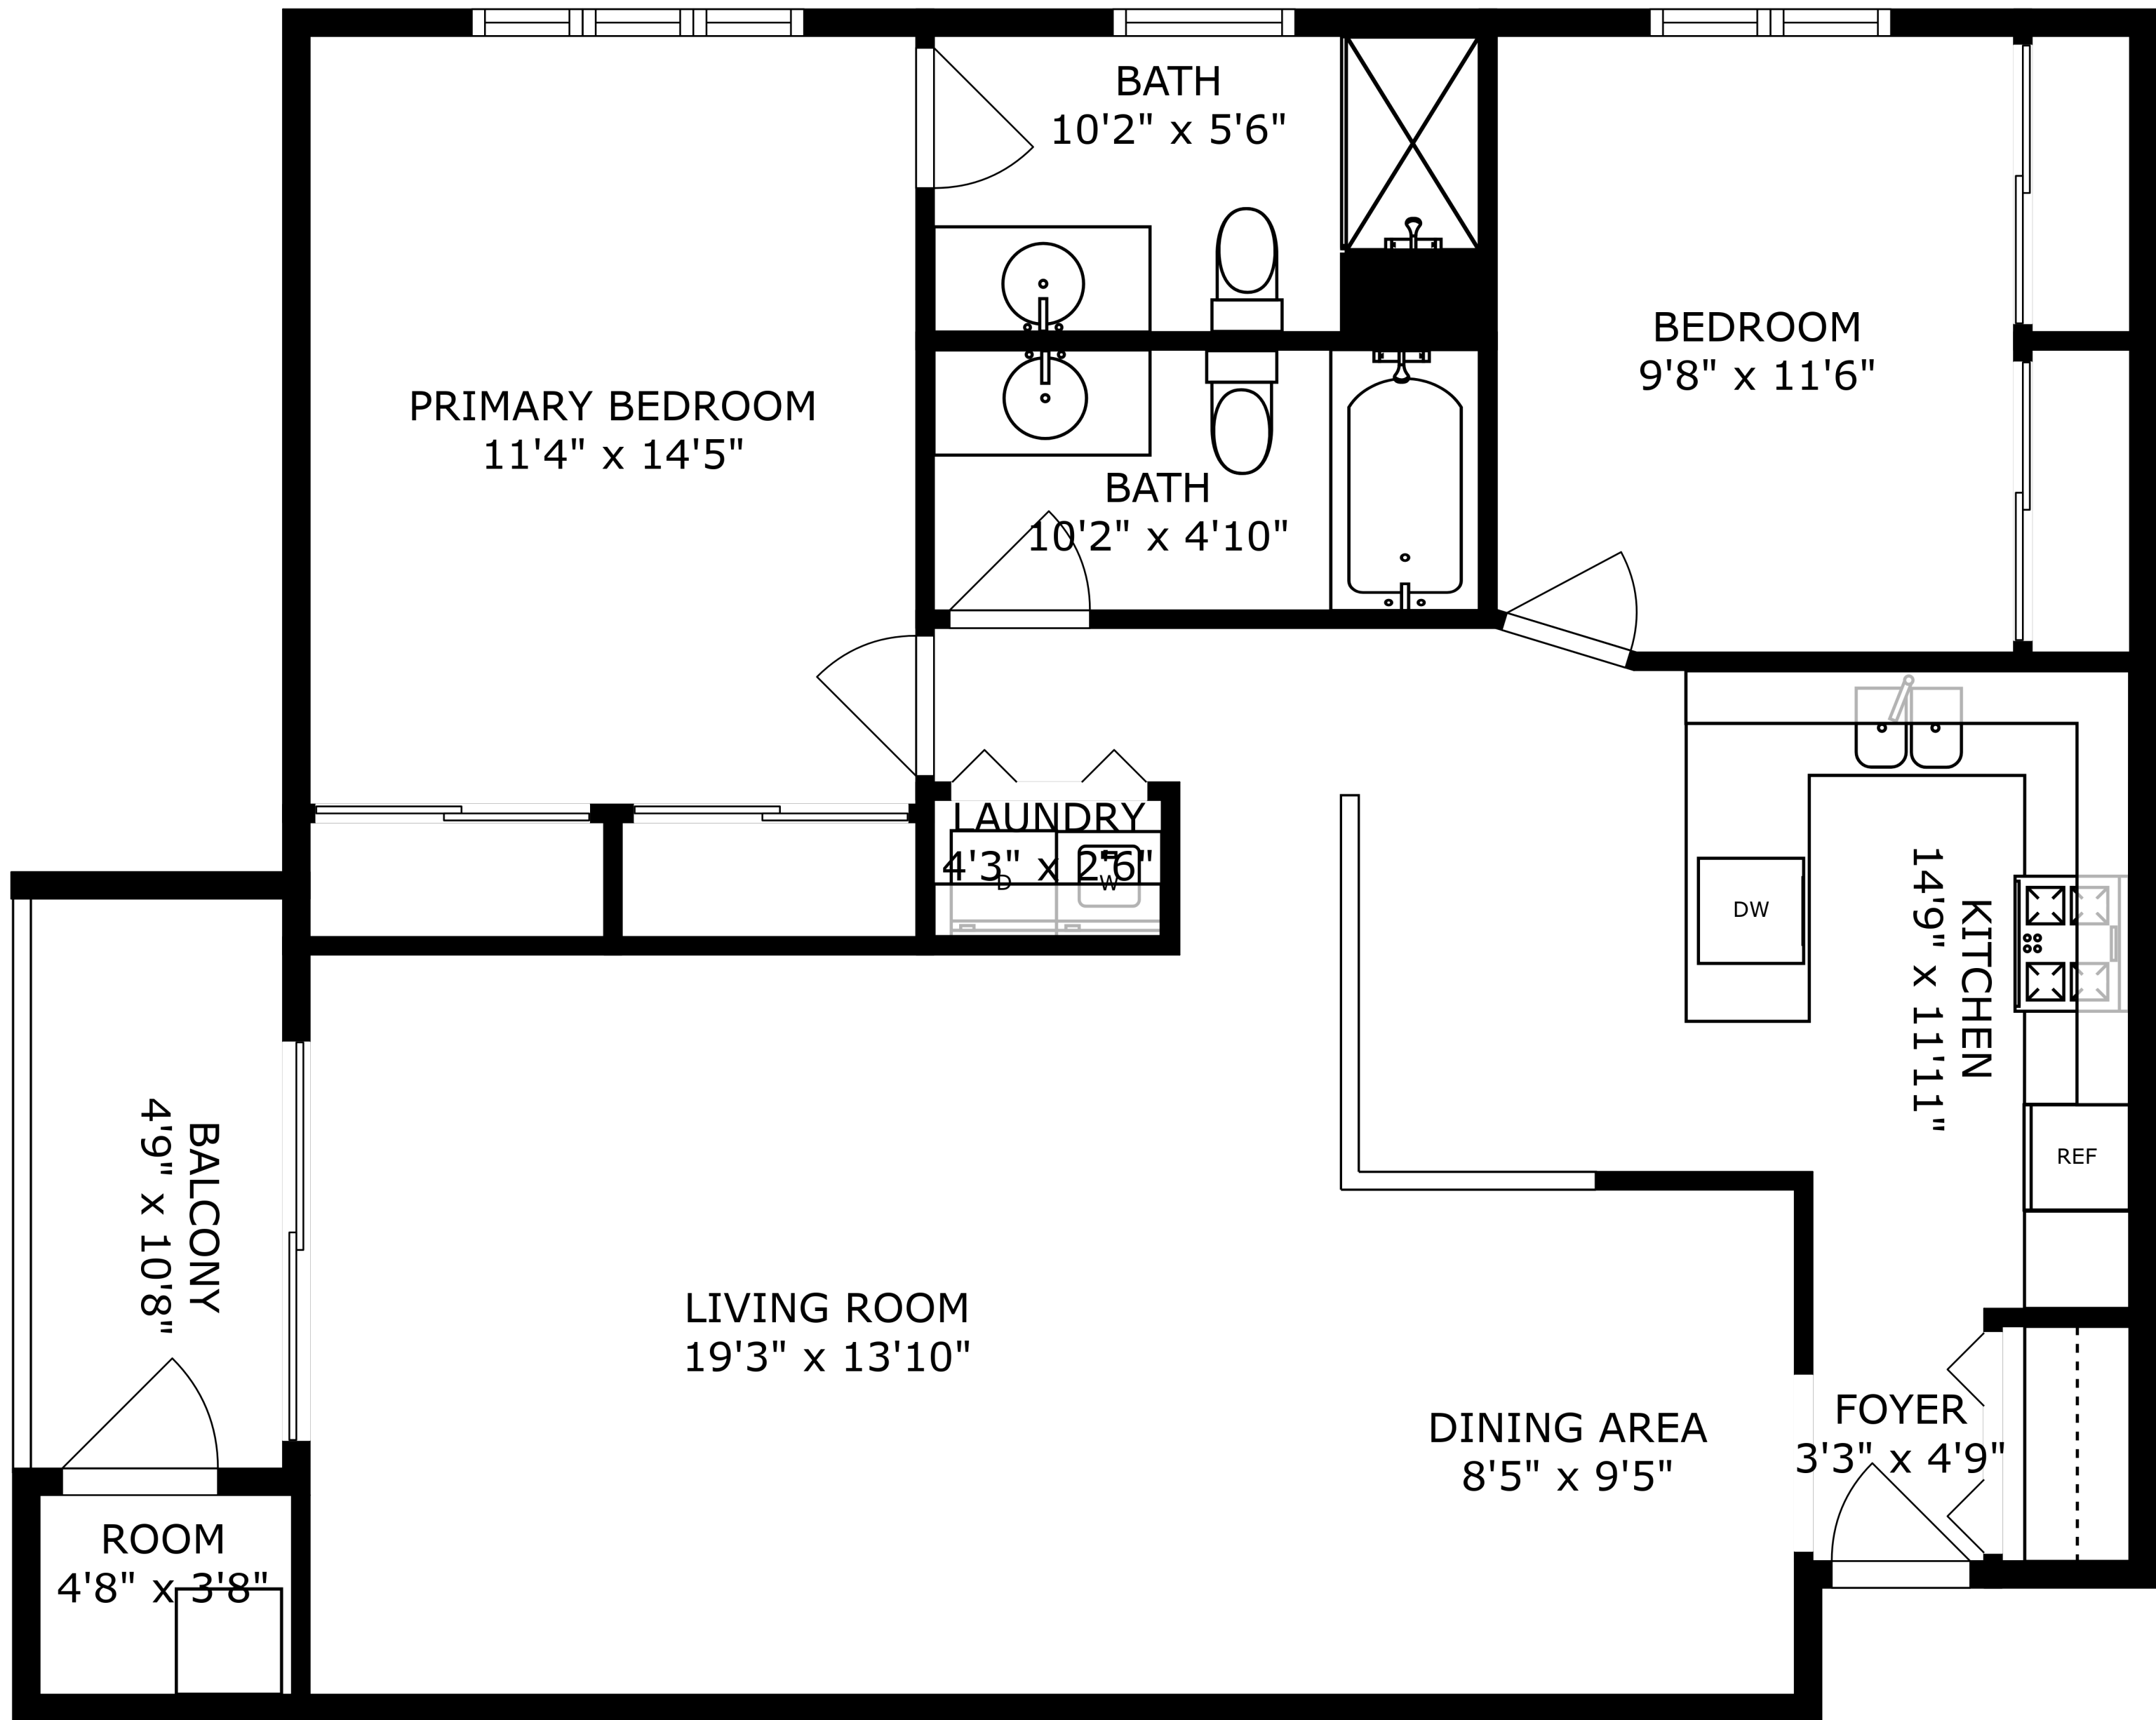 BATH
10'2" x 5'6"
BEDROOM
9'8" x 11'6"
PRIMARY BEDROOM
11'4" x 14'5"
BATH
10'2" x 4'10"
LAUNDRY
4'3" x 2'6"
D
W
DW
KITCHEN
14'9" x 11'11"
REF
BALCONY
4'9" x 10'8"
LIVING ROOM
19'3" x 13'10"
DINING AREA
8'5" x 9'5"
FOYER
3'3" x 4'9"
ROOM
4'8" x 3'8"